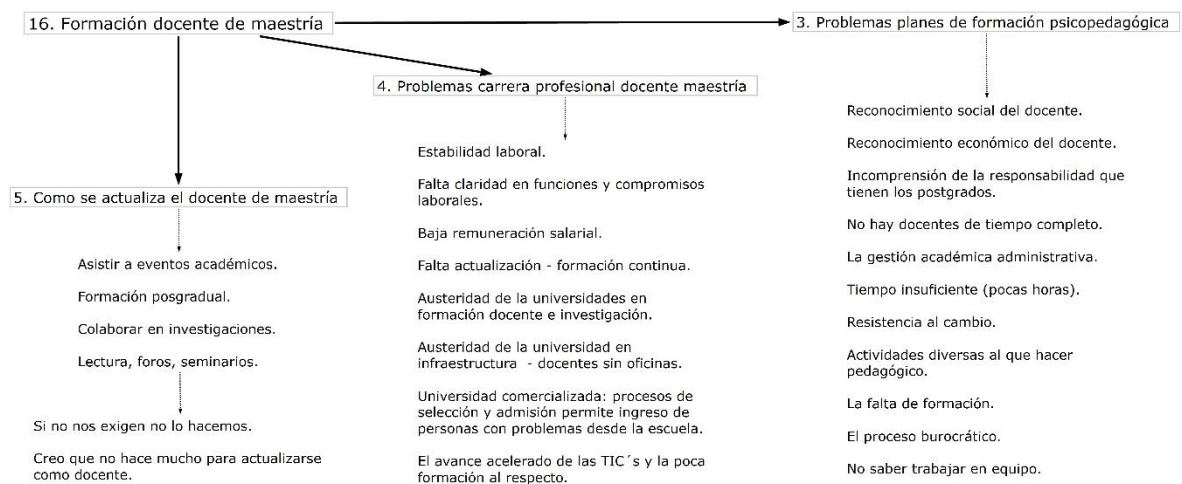 16. Formación docente de maestría
5. Como se actualiza el docente de maestría
Asistir a eventos académicos.
Formación posgradual.
Colaborar en investigaciones.
Lectura, foros, seminarios.
Si no nos exigen no lo hacemos.
Creo que no hace mucho para actualizarse
como docente.
4. Problemas carrera profesional docente maestría
Estabilidad laboral.
Falta claridad en funciones y compromisos
laborales.
Baja remuneración salarial.
Falta actualización - formación continua.
Austeridad de la universidades en
formación docente e investigación.
Austeridad de la universidad en
infraestructura - docentes sin oficinas.
Universidad comercializada: procesos de
selección y admisión permite ingreso de
personas con problemas desde la escuela.
El avance acelerado de las TIC´s y la poca
formación al respecto.
3. Problemas planes de formación psicopedagógica
Reconocimiento social del docente.
Reconocimiento económico del docente.
Incomprensión de la responsabilidad que
tienen los postgrados.
No hay docentes de tiempo completo.
La gestión académica administrativa.
Tiempo insuficiente (pocas horas).
Resistencia al cambio.
Actividades diversas al que hacer
pedagógico.
La falta de formación.
El proceso burocrático.
No saber trabajar en equipo.